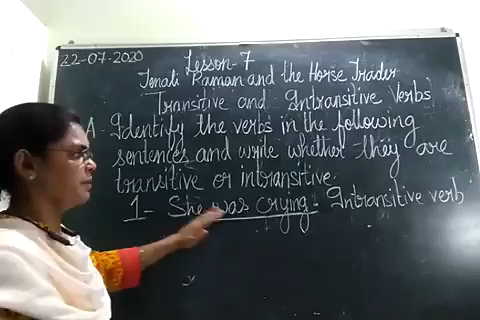 22-07-2020
Lesson-7
Tenali Raman and the Horse Trader
Transitive and Intransitive Verbs
A- Identify the verbs in the following
sentences and write whether they are
transitive or intransitive.
1- She was crying. Intransitive verb